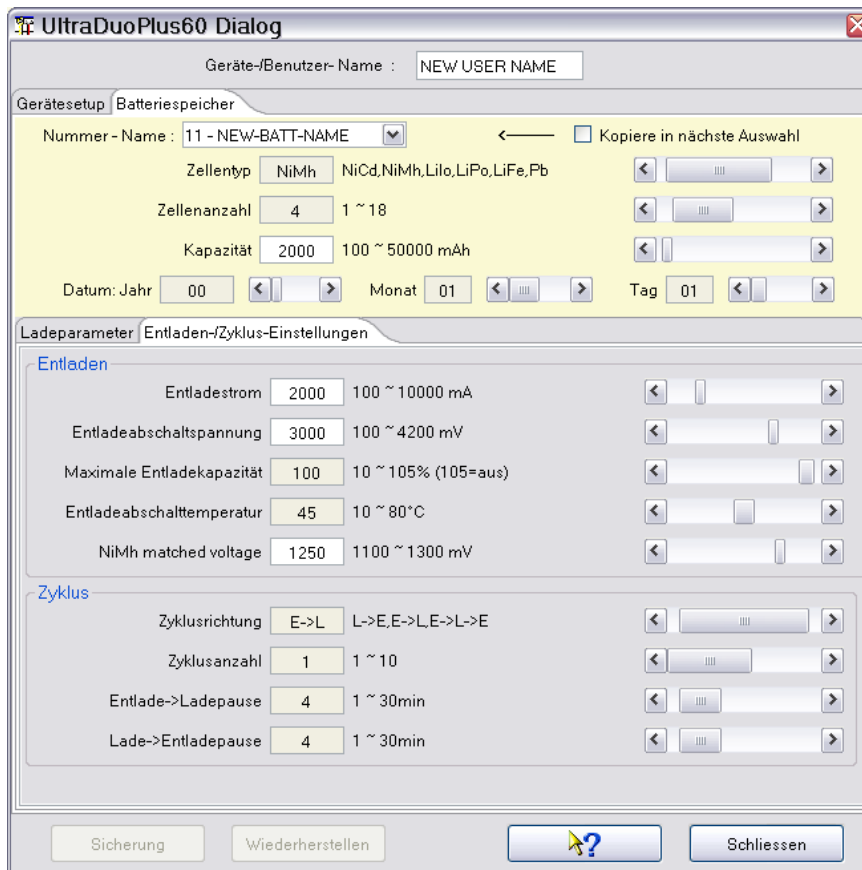 UltraDuoPlus60 Dialog
Geräte-/Benutzer- Name : NEW USER NAME
Gerätesetup Batteriespeicher
Nummer - Name : 11 - NEW-BATT-NAME <—— Kopiere in nächste Auswahl
Zellentyp NiMh NiCd,NiMh,LiIo,LiPo,LiFe,Pb
Zellenanzahl 4 1 ~ 18
Kapazität 2000 100 ~ 50000 mAh
Datum: Jahr 00 Monat 01 Tag 01
Ladeparameter Entladen-/Zyklus-Einstellungen
Entladen
Entladestrom 2000 100 ~ 10000 mA
Entladeabschaltspannung 3000 100 ~ 4200 mV
Maximale Entladekapazität 100 10 ~ 105% (105=aus)
Entladeabschalttemperatur 45 10 ~ 80°C
NiMh matched voltage 1250 1100 ~ 1300 mV
Zyklus
Zyklusrichtung E->L L->E,E->L,E->L->E
Zyklusanzahl 1 1 ~ 10
Entlade->Ladepause 4 1 ~ 30min
Lade->Entladepause 4 1 ~ 30min
Sicherung Wiederherstellen ? Schliessen